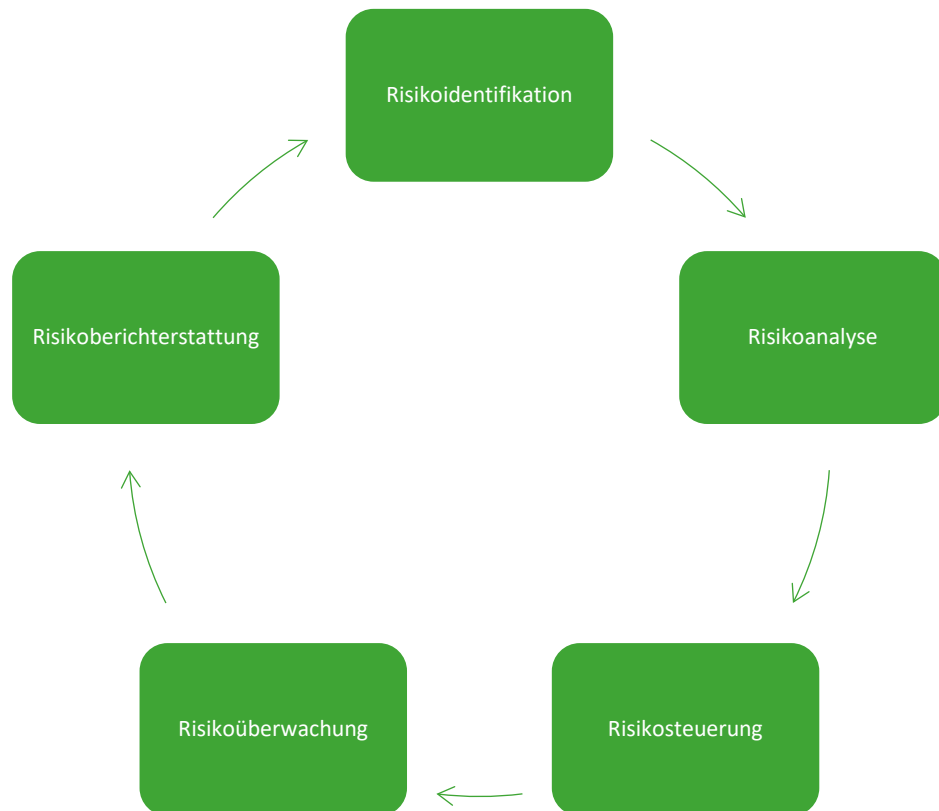 Risikoidentifikation
Risikoanalyse
Risikosteuerung
Risikoüberwachung
Risikoberichterstattung